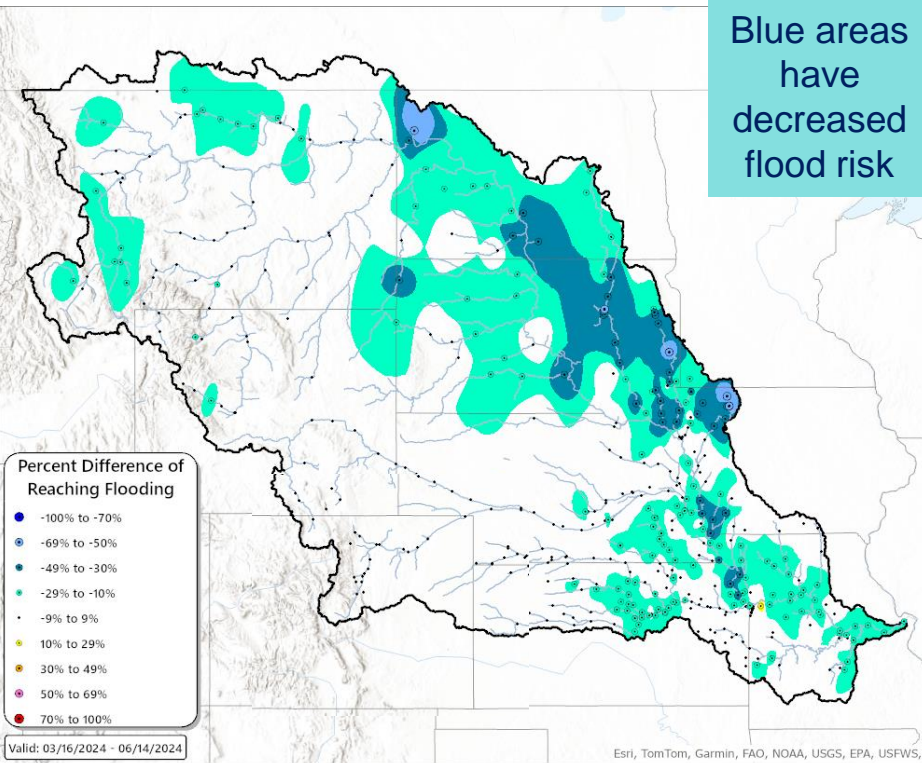 Blue areas
have
decreased
flood risk
Percent Difference of
Reaching Flooding
-100% to -70%
-69% to -50%
-49% to -30%
-29% to -10%
-9% to 9%
10% to 29%
30% to 49%
50% to 69%
70% to 100%
Valid: 03/16/2024 - 06/14/2024
Esri, TomTom, Garmin, FAO, NOAA, USGS, EPA, USFWS,